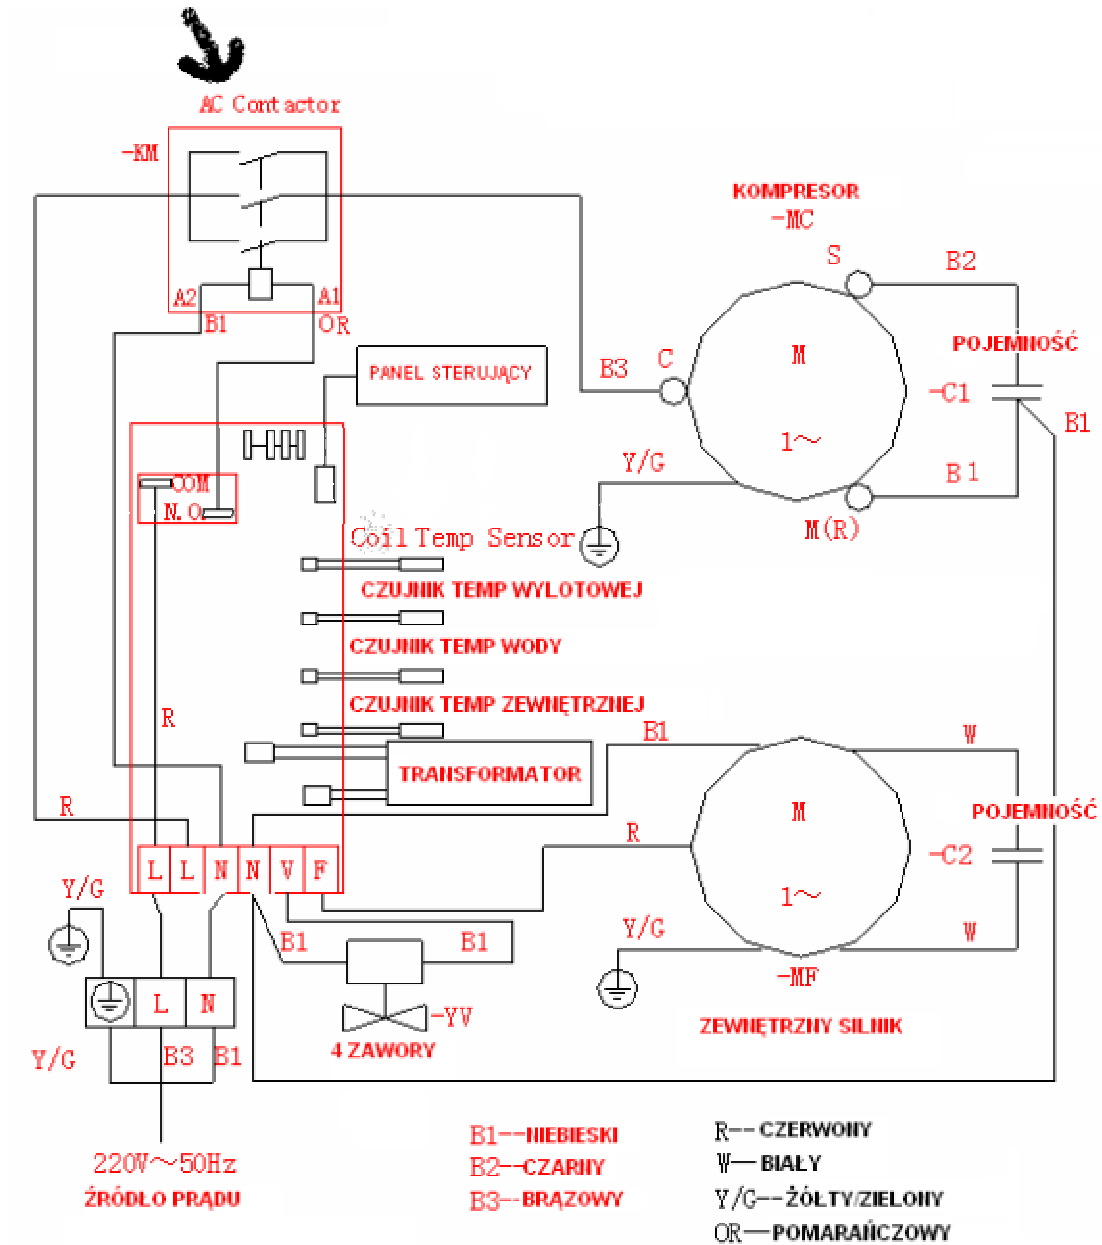 AC Contactor
-KM
A2
A1
B1
OR
KOMPRESOR
-MC
S
B2
POJEMNOŚĆ
M
C
B3
-C1
B1
1~
Y/G
B1
M(R)
PANEL STERUJĄCY
COM
N.O.
Coil Temp Sensor
CZUJNIK TEMP WYLOTOWEJ
CZUJNIK TEMP WODY
CZUJNIK TEMP ZEWNĘTRZNEJ
R
TRANSFORMATOR
B1
W
R
M
POJEMNOŚĆ
R
-C2
L L N N V F
1~
Y/G
Y/G
W
B1
B1
-MF
L N
-YV
ZEWNĘTRZNY SILNIK
4 ZAWORY
Y/G
B3
B1
220V~50Hz
ŹRÓDŁO PRĄDU
B1--NIEBIESKI
B2--CZARNY
B3--BRĄZOWY
R--CZERWONY
W—BIAŁY
Y/G--ŻÓŁTY/ZIELONY
OR—POMARAŃCZOWY